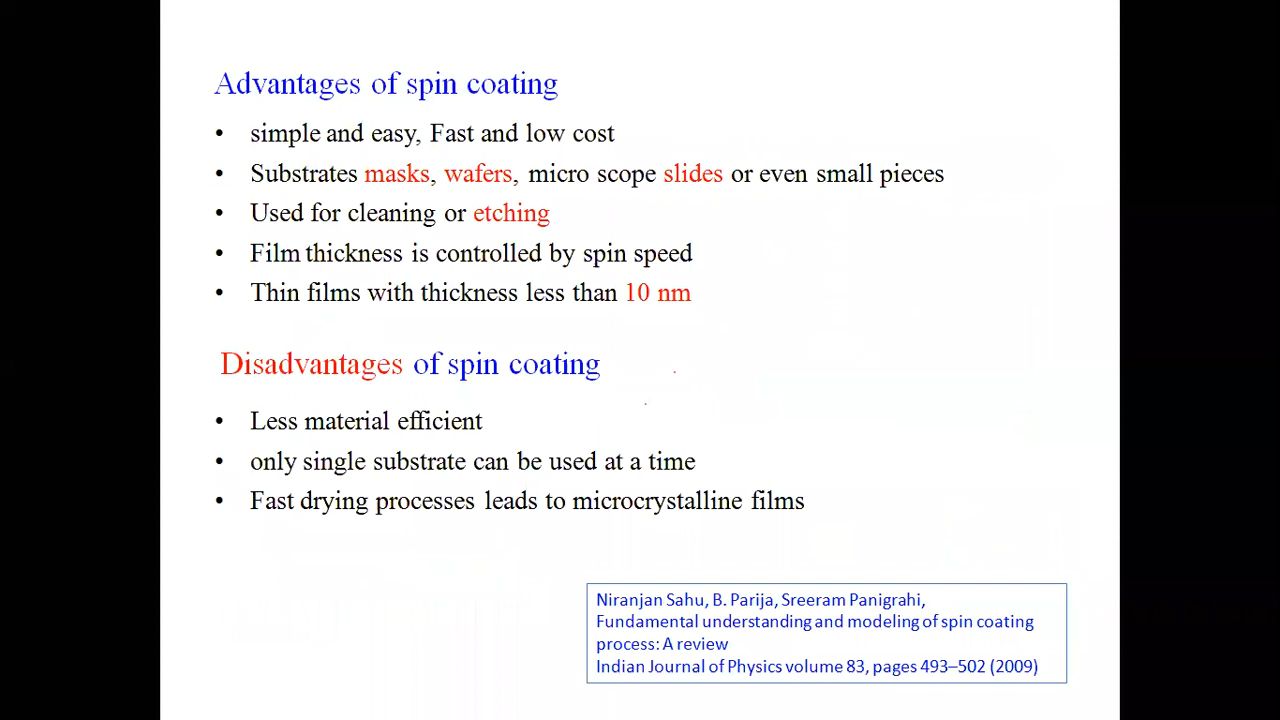 Advantages of spin coating
• simple and easy, Fast and low cost
• Substrates masks, wafers, micro scope slides or even small pieces
• Used for cleaning or etching
• Film thickness is controlled by spin speed
• Thin films with thickness less than 10 nm
Disadvantages of spin coating
• Less material efficient
• only single substrate can be used at a time
• Fast drying processes leads to microcrystalline films
Niranjan Sahu, B. Parija, Sreeram Panigrahi,
Fundamental understanding and modeling of spin coating
process: A review
Indian Journal of Physics volume 83, pages 493–502 (2009)